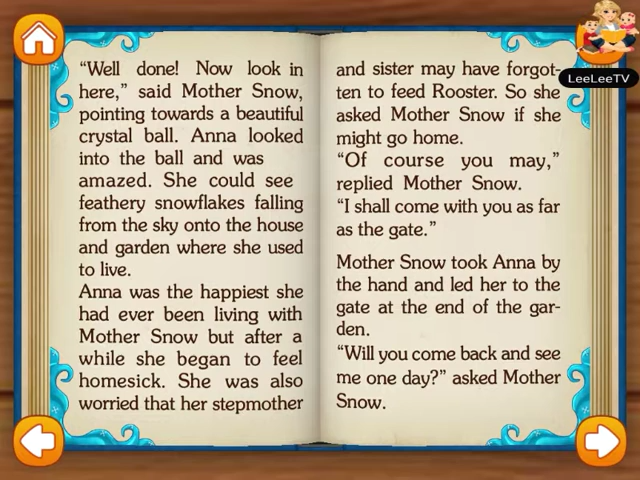 “Well done! Now look in
here,” said Mother Snow,
pointing towards a beautiful
crystal ball. Anna looked
into the ball and was
amazed. She could see
feathery snowflakes falling
from the sky onto the house
and garden where she used
to live.
Anna was the happiest she
had ever been living with
Mother Snow but after a
while she began to feel
homesick. She was also
worried that her stepmother
and sister may have forgot-
ten to feed Rooster. So she
asked Mother Snow if she
might go home.
“Of course you may,”
replied Mother Snow.
“I shall come with you as far
as the gate.”
Mother Snow took Anna by
the hand and led her to the
gate at the end of the gar-
den.
“Will you come back and see
me one day?” asked Mother
Snow.
LeeLeeTV